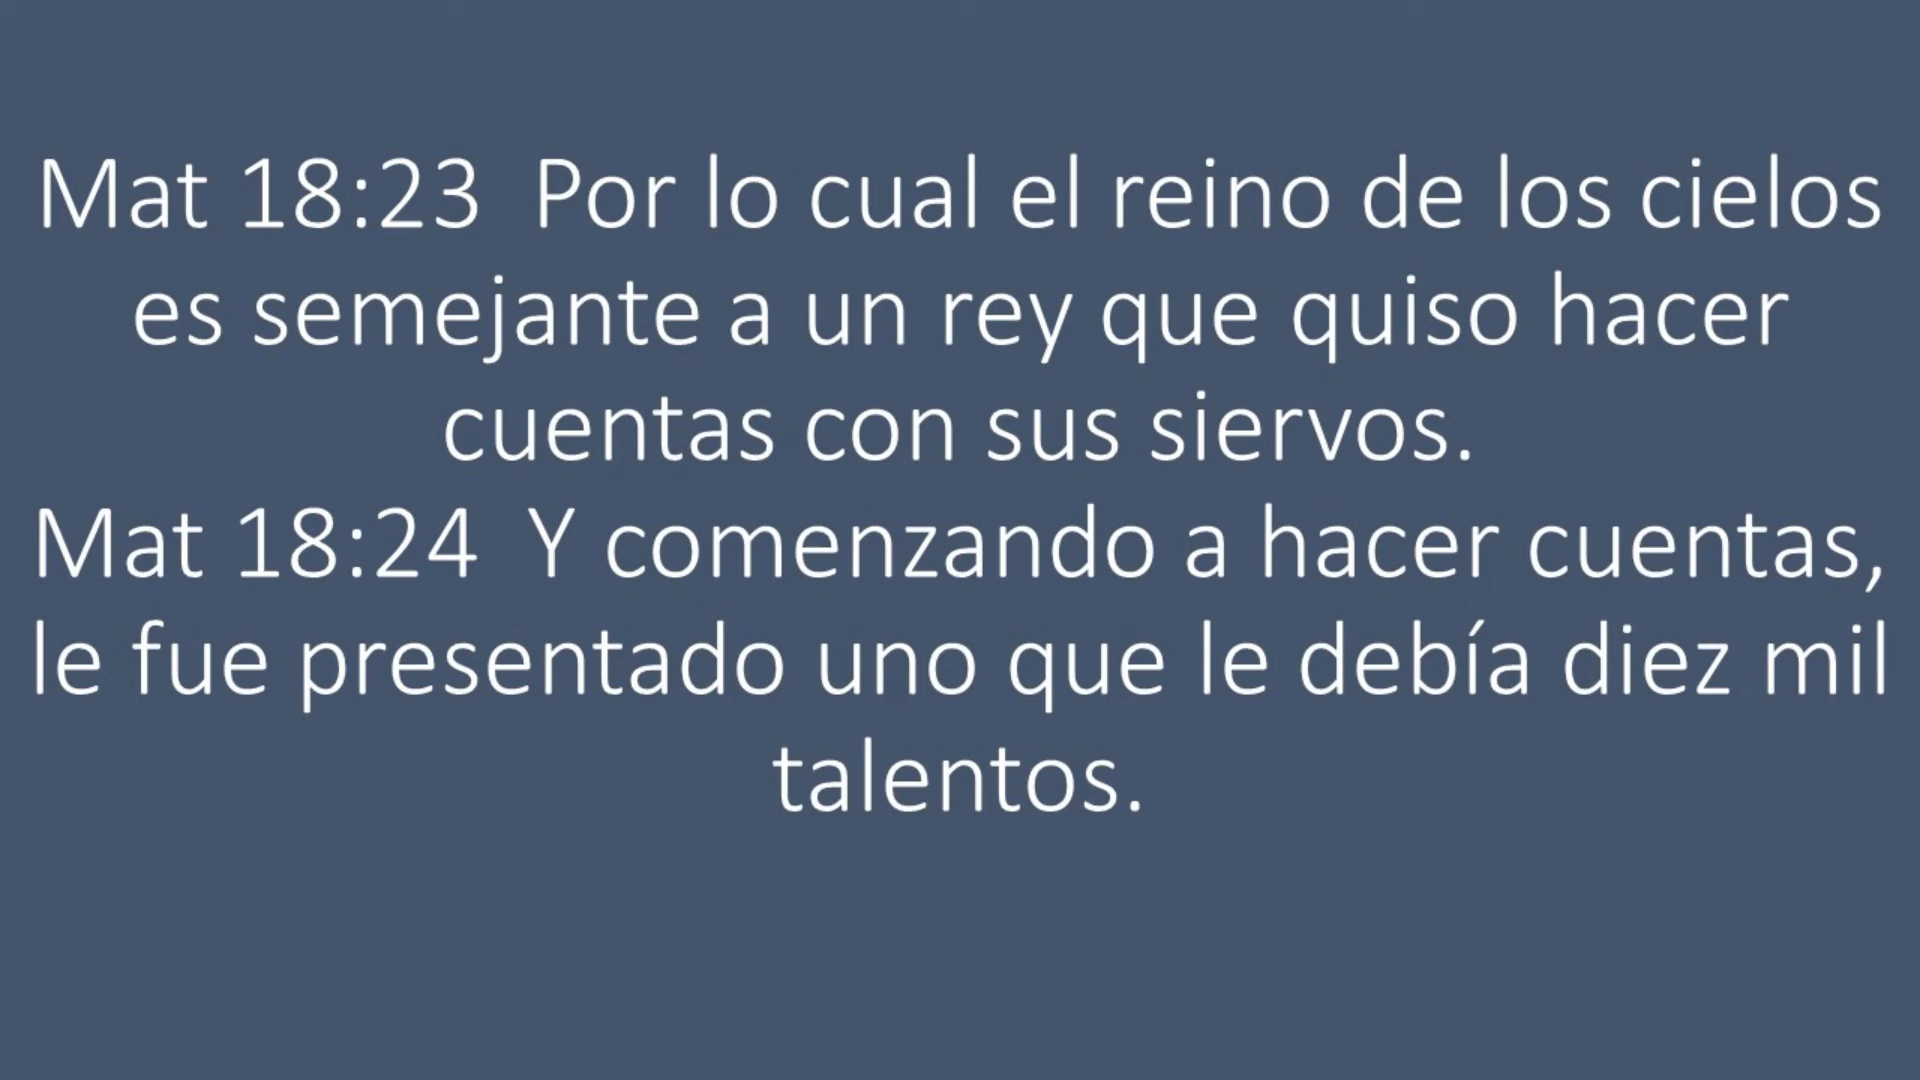 Mat 18:23  Por lo cual el reino de los cielos
es semejante a un rey que quiso hacer
cuentas con sus siervos.
Mat 18:24  Y comenzando a hacer cuentas,
le fue presentado uno que le debía diez mil
talentos.